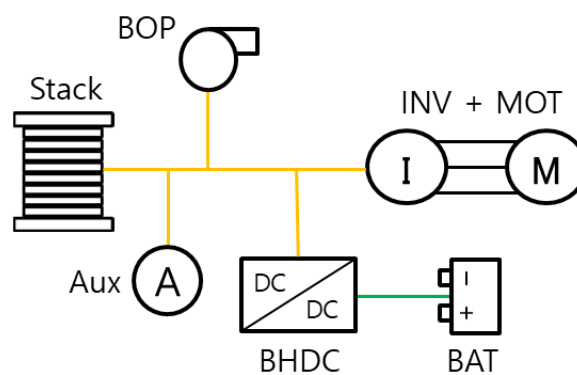 BOP
Stack
INV + MOT
I
M
Aux
A
DC
DC
-
+
BHDC
BAT